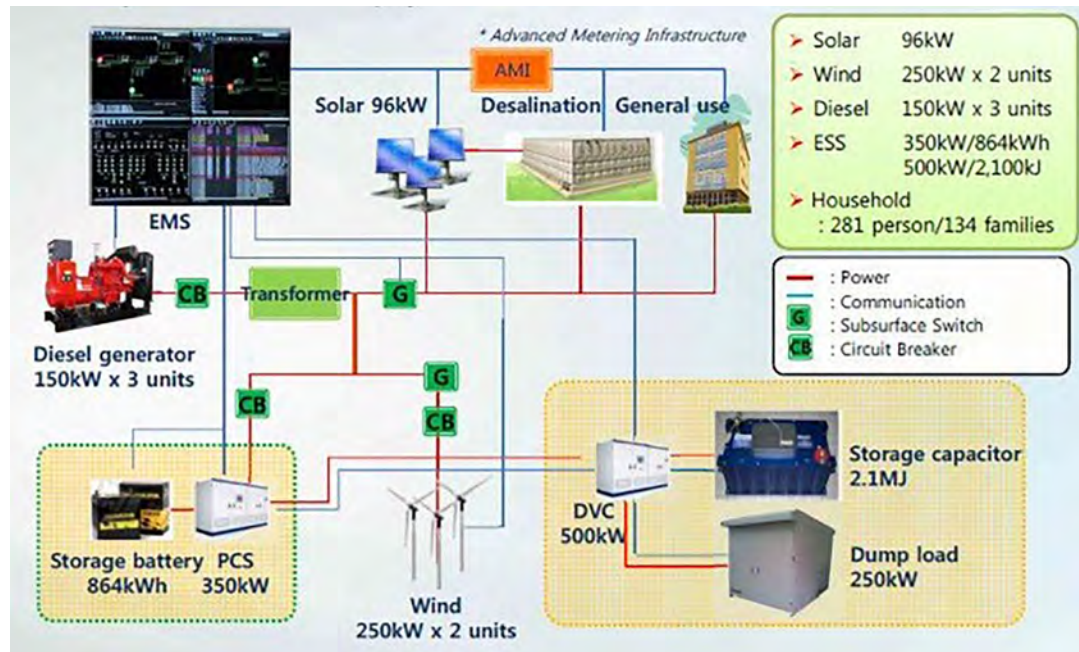 * Advanced Metering Infrastructure
AMI
Solar 96kW
Desalination
General use
EMS
CB
Transformer
G
Diesel generator
150kW x 3 units
G
CB
CB
Storage battery
864kWh
PCS
350kW
Wind
250kW x 2 units
DVC
500kW
Storage capacitor
2.1MJ
Dump load
250kW
➢ Solar 96kW
➢ Wind 250kW x 2 units
➢ Diesel 150kW x 3 units
➢ ESS 350kW/864kWh
500kW/2,100kJ
➢ Household
: 281 person/134 families
: Power
: Communication
G : Subsurface Switch
CB : Circuit Breaker